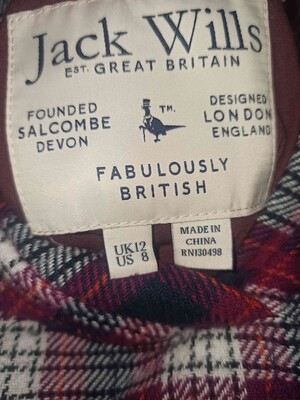 Jack Wills
EST. GREAT BRITAIN
FOUNDED
SALCOMBE
DEVON
TM.
DESIGNED
LONDON
ENGLAND
FABULOUSLY
BRITISH
UK12
US 8
MADE IN
CHINA
RN130498